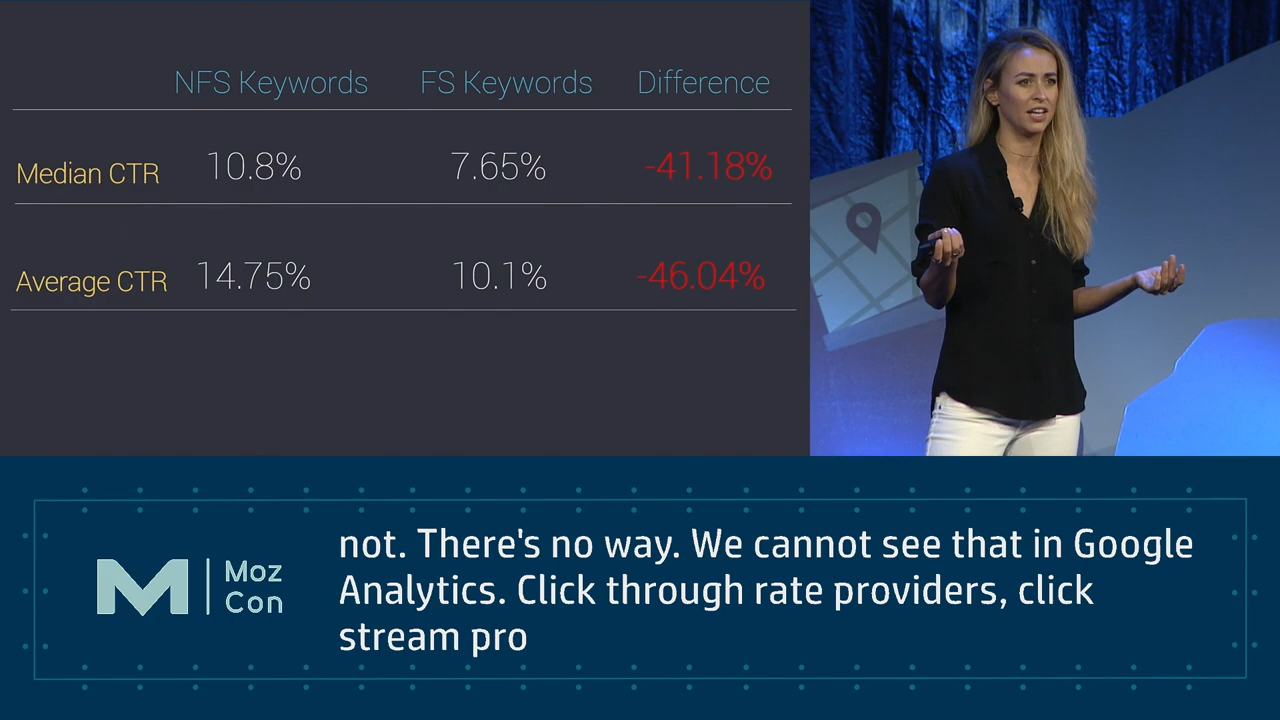 NFS Keywords FS Keywords Difference
Median CTR 10.8% 7.65% -41.18%
Average CTR 14.75% 10.1% -46.04%
Moz
Con
not. There's no way. We cannot see that in Google
Analytics. Click through rate providers, click
stream pro